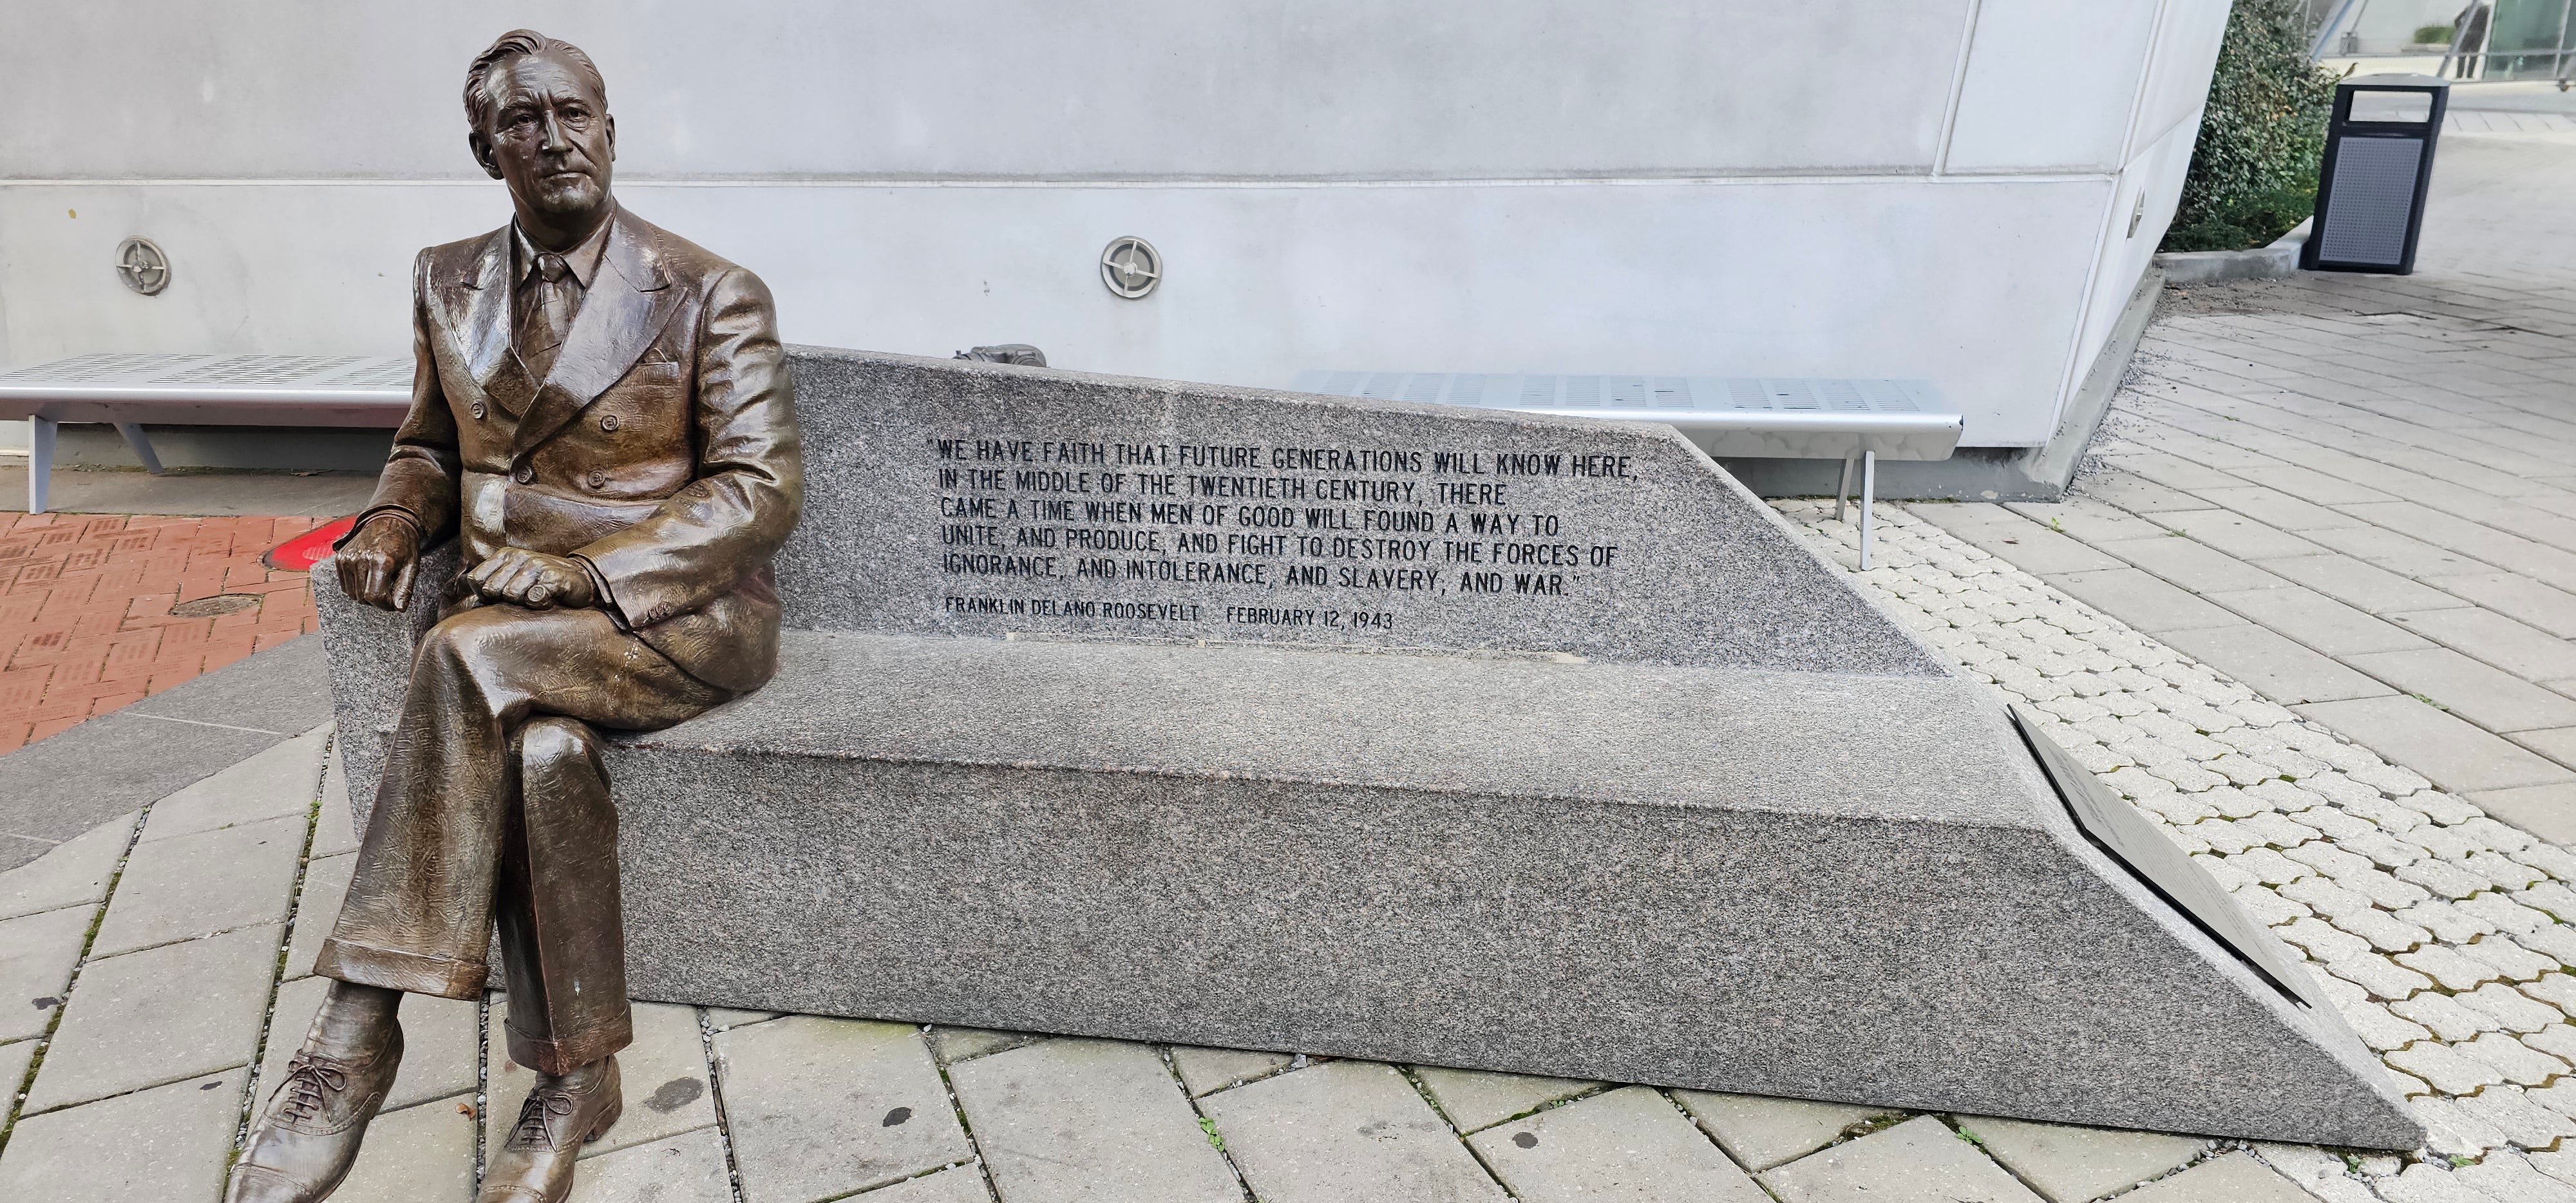 "WE HAVE FAITH THAT FUTURE GENERATIONS WILL KNOW HERE,
IN THE MIDDLE OF THE TWENTIETH CENTURY, THERE
CAME A TIME WHEN MEN OF GOOD WILL FOUND A WAY TO
UNITE, AND PRODUCE, AND FIGHT TO DESTROY THE FORCES OF
IGNORANCE, AND INTOLERANCE, AND SLAVERY, AND WAR."
FRANKLIN DELANO ROOSEVELT FEBRUARY 12, 1943